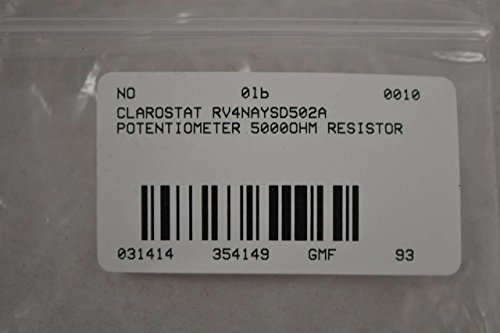 NO 01b 0010
CLAROSTAT RV4NAYSD502A
POTENTIOMETER 5000OHM RESISTOR
031414 354149 GMF 93